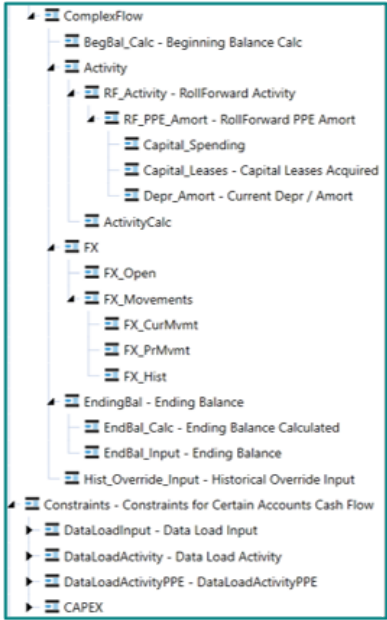 ComplexFlow
BegBal_Calc - Beginning Balance Calc
Activity
RF_Activity - RollForward Activity
RF_PPE_Amort - RollForward PPE Amort
Capital_Spending
Capital_Leases - Capital Leases Acquired
Depr_Amort - Current Depr / Amort
ActivityCalc
FX
FX_Open
FX_Movements
FX_CurMvmt
FX_PrMvmt
FX_Hist
EndingBal - Ending Balance
EndBal_Calc - Ending Balance Calculated
EndBal_Input - Ending Balance
Hist_Override_Input - Historical Override Input
Constraints - Constraints for Certain Accounts Cash Flow
DataLoadInput - Data Load Input
DataLoadActivity - Data Load Activity
DataLoadActivityPPE - DataLoadActivityPPE
CAPEX